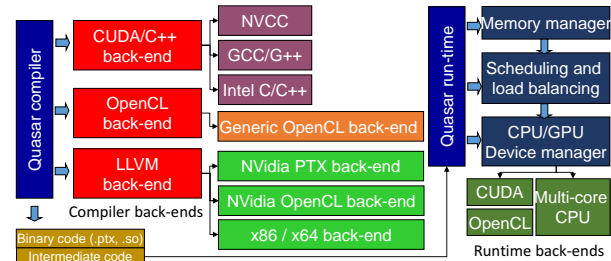 Quasar compiler
CUDA/C++
back-end
NVCC
GCC/G++
Intel C/C++
OpenCL
back-end
Generic OpenCL back-end
LLVM
back-end
NVidia PTX back-end
NVidia OpenCL back-end
x86 / x64 back-end
Compiler back-ends
Binary code (.ptx, .so)
Intermediate code
Quasar run-time
Memory manager
Scheduling and
load balancing
CPU/GPU
Device manager
CUDA
OpenCL
Multi-core
CPU
Runtime back-ends